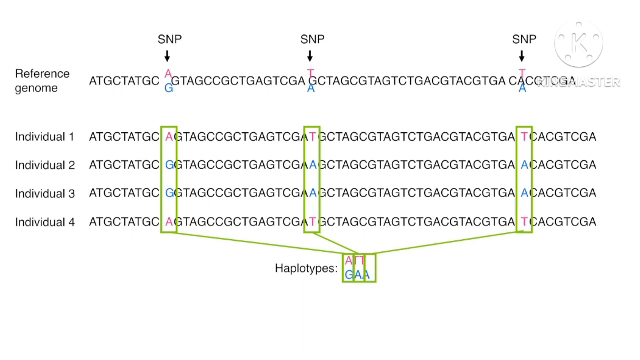 SNP SNP SNP
A T T
Reference genome ATGCTATGC GTAGCCGCTGAGTCGA GCTAGCGTAGTCTGACGTACGTGA CACGTCGA
G A A
Individual 1 ATGCTATGC A GTAGCCGCTGAGTCGA T GCTAGCGTAGTCTGACGTACGTGA T CACGTCGA
Individual 2 ATGCTATGC G GTAGCCGCTGAGTCGA A GCTAGCGTAGTCTGACGTACGTGA A CACGTCGA
Individual 3 ATGCTATGC G GTAGCCGCTGAGTCGA A GCTAGCGTAGTCTGACGTACGTGA A CACGTCGA
Individual 4 ATGCTATGC A GTAGCCGCTGAGTCGA T GCTAGCGTAGTCTGACGTACGTGA T CACGTCGA
Haplotypes: ATT
GAA